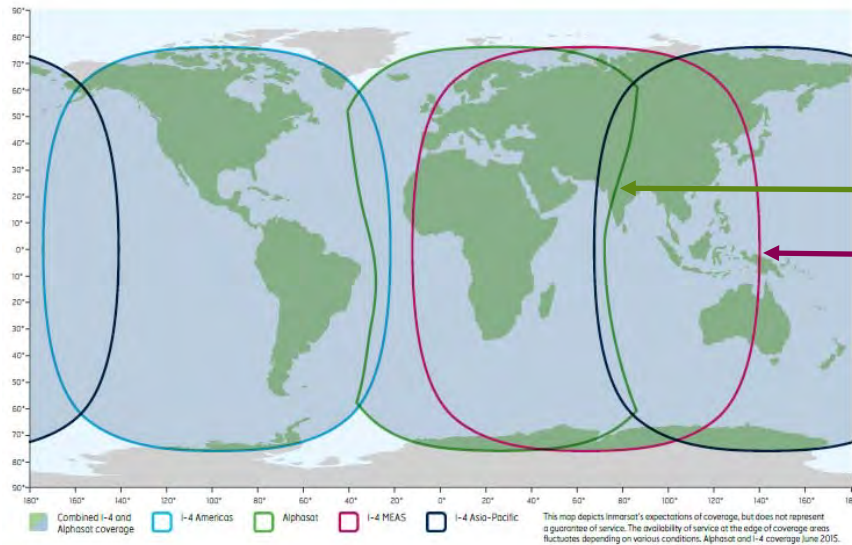 90°
80°
70°
60°
50°
40°
30°
20°
10°
0°
10°
20°
30°
40°
50°
60°
70°
80°
90°
180° 160° 140° 120° 100° 80° 60° 40° 20° 0° 20° 40° 60° 80° 100° 120° 140° 160° 180
Combined I-4 and
Alphasat coverage
I-4 Americas
Alphasat
I-4 MEAS
I-4 Asia-Pacific
This map depicts Inmarsat's expectations of coverage, but does not represent
a guarantee of service. The availability of service at the edge of coverage areas
fluctuates depending on various conditions. Alphasat and I-4 coverage June 2015.